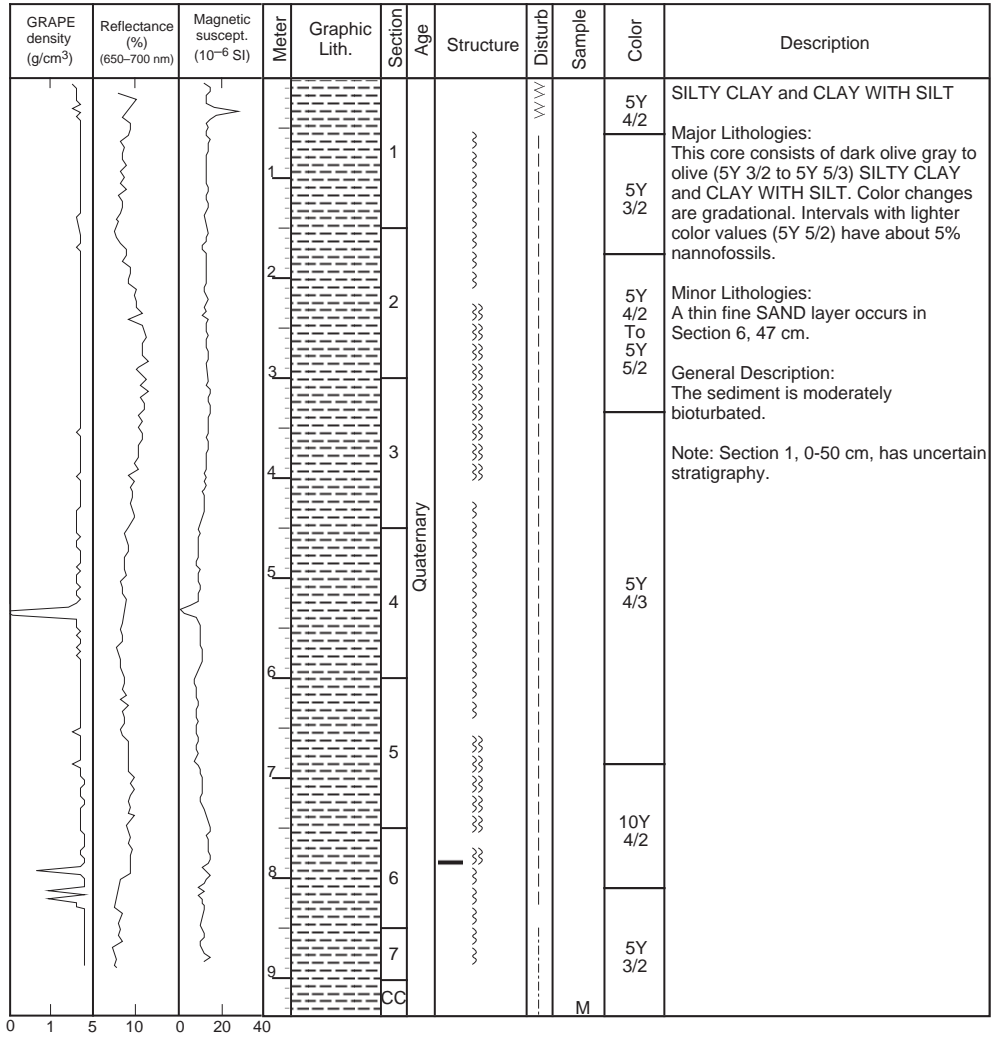 GRAPE
density
(g/cm3)
Reflectance
(%)
(650–700 nm)
Magnetic
suscept.
(10–6 SI)
Meter
Graphic
Lith.
Section
Age
Structure
Disturb
Sample
Color
Description
1
2
3
4
5
6
7
8
9
1
2
3
4
5
6
7
CC
Quaternary
M
5Y
4/2
5Y
3/2
5Y
4/2
To
5Y
5/2
5Y
4/3
10Y
4/2
5Y
3/2
SILTY CLAY and CLAY WITH SILT
Major Lithologies:
This core consists of dark olive gray to
olive (5Y 3/2 to 5Y 5/3) SILTY CLAY
and CLAY WITH SILT. Color changes
are gradational. Intervals with lighter
color values (5Y 5/2) have about 5%
nannofossils.
Minor Lithologies:
A thin fine SAND layer occurs in
Section 6, 47 cm.
General Description:
The sediment is moderately
bioturbated.
Note: Section 1, 0-50 cm, has uncertain
stratigraphy.
0 1 5 10 0 20 40